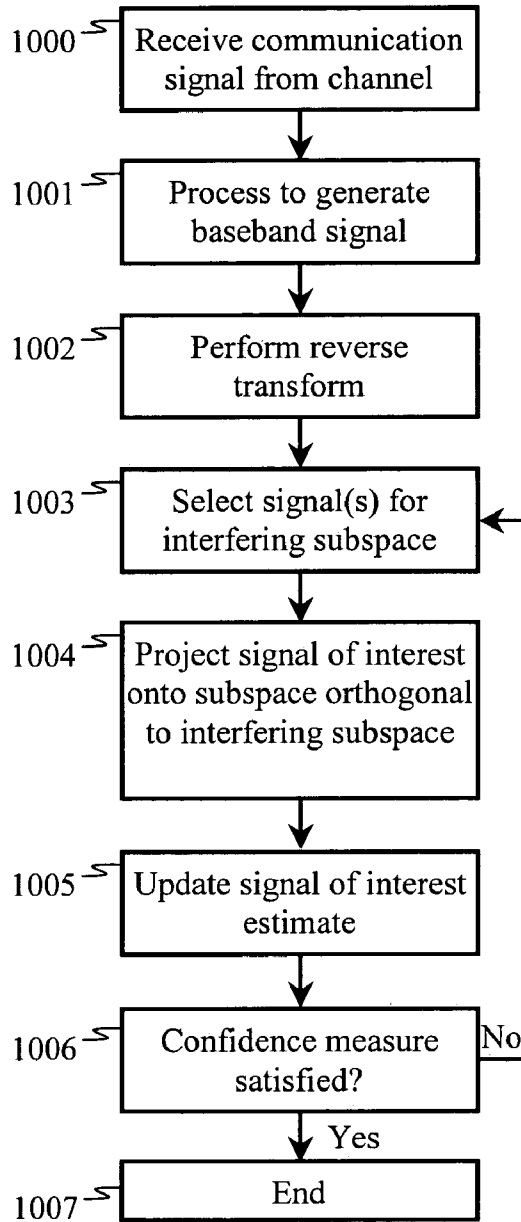 1000
Receive communication
signal from channel
1001
Process to generate
baseband signal
1002
Perform reverse
transform
1003
Select signal(s) for
interfering subspace
1004
Project signal of interest
onto subspace orthogonal
to interfering subspace
1005
Update signal of interest
estimate
1006
Confidence measure
satisfied?
No
Yes
1007
End